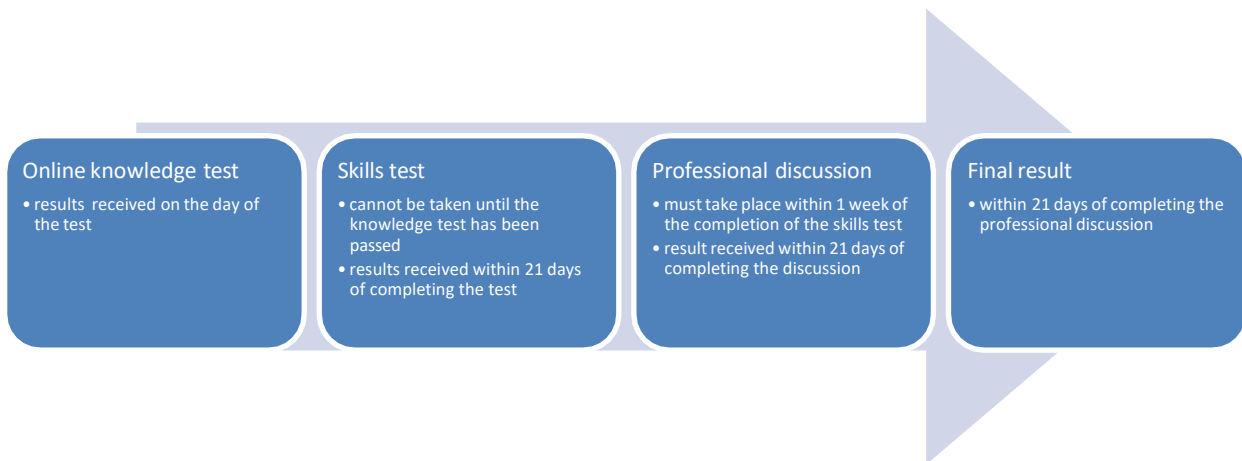 Online knowledge test
• results received on the day of
the test
Skills test
• cannot be taken until the
knowledge test has been
passed
• results received within 21 days
of completing the test
Professional discussion
• must take place within 1 week of
the completion of the skills test
• result received within 21 days of
completing the discussion
Final result
• within 21 days of completing the
professional discussion